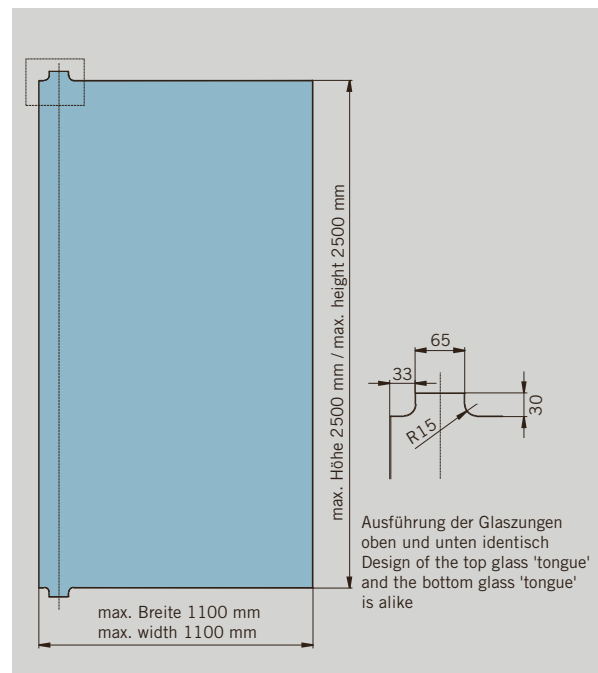 max. Höhe 2500 mm / max. height 2500 mm
65
33
30
R15
Ausführung der Glaszungen
oben und unten identisch
Design of the top glass 'tongue'
and the bottom glass 'tongue'
is alike
max. Breite 1100 mm
max. width 1100 mm